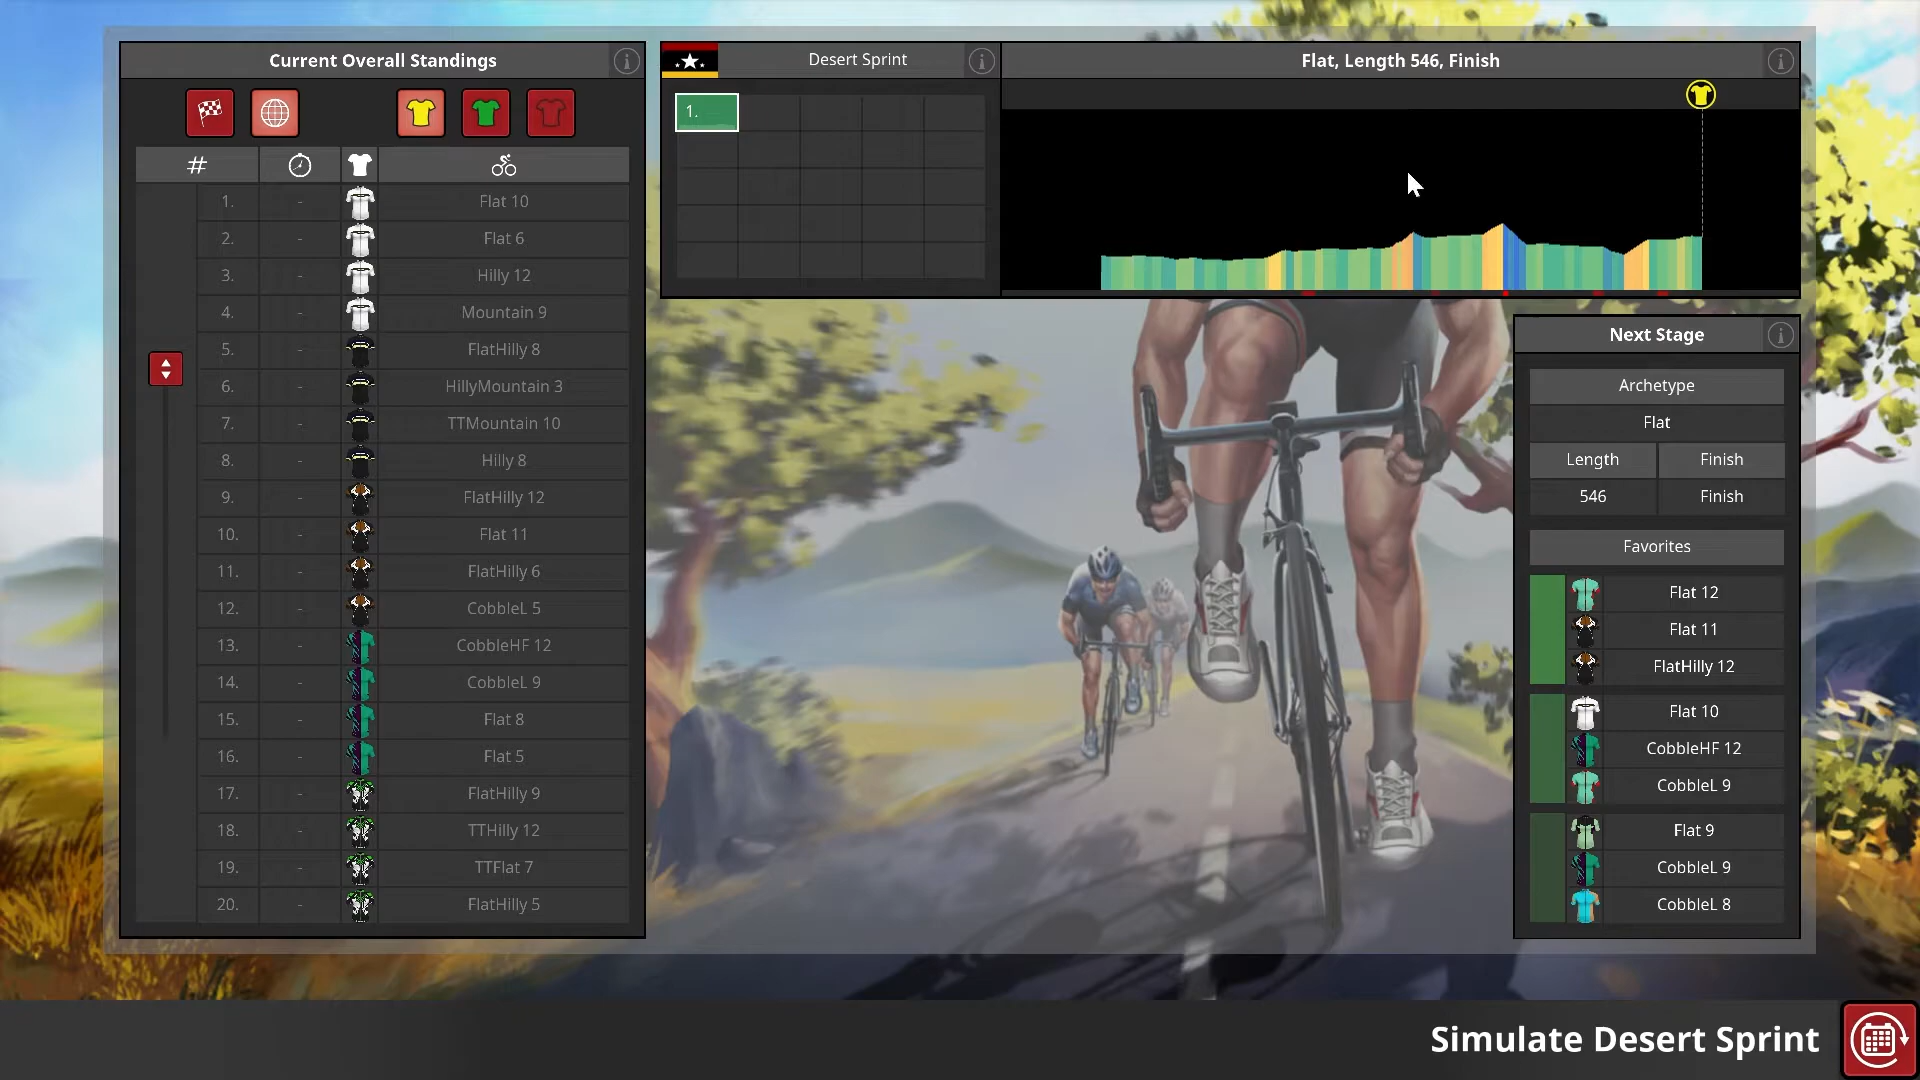 Current Overall Standings
#
1. - Flat 10
2. - Flat 6
3. - Hilly 12
4. - Mountain 9
5. - FlatHilly 8
6. - HillyMountain 3
7. - TTMountain 10
8. - Hilly 8
9. - FlatHilly 12
10. - Flat 11
11. - FlatHilly 6
12. - CobbleL 5
13. - CobbleHF 12
14. - CobbleL 9
15. - Flat 8
16. - Flat 5
17. - FlatHilly 9
18. - TTHilly 12
19. - TTFlat 7
20. - FlatHilly 5
Desert Sprint
1.
Flat, Length 546, Finish
Next Stage
Archetype
Flat
Length Finish
546 Finish
Favorites
Flat 12
Flat 11
FlatHilly 12
Flat 10
CobbleHF 12
CobbleL 9
Flat 9
CobbleL 9
CobbleL 8
Simulate Desert Sprint